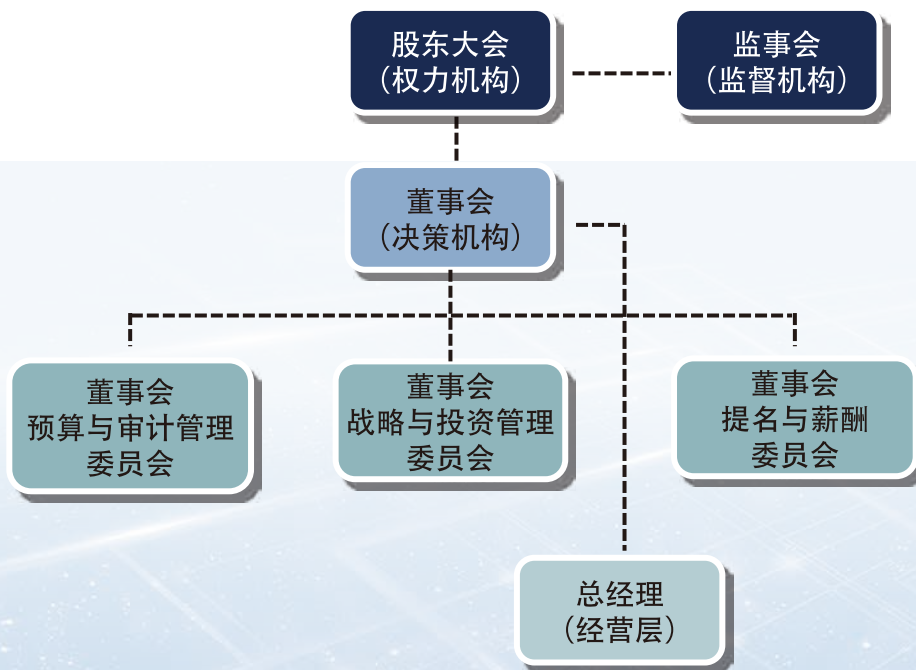 股东大会
（权力机构）
监事会
（监督机构）
董事会
（决策机构）
董事会
预算与审计管理
委员会
董事会
战略与投资管理
委员会
董事会
提名与薪酬
委员会
总经理
（经营层）